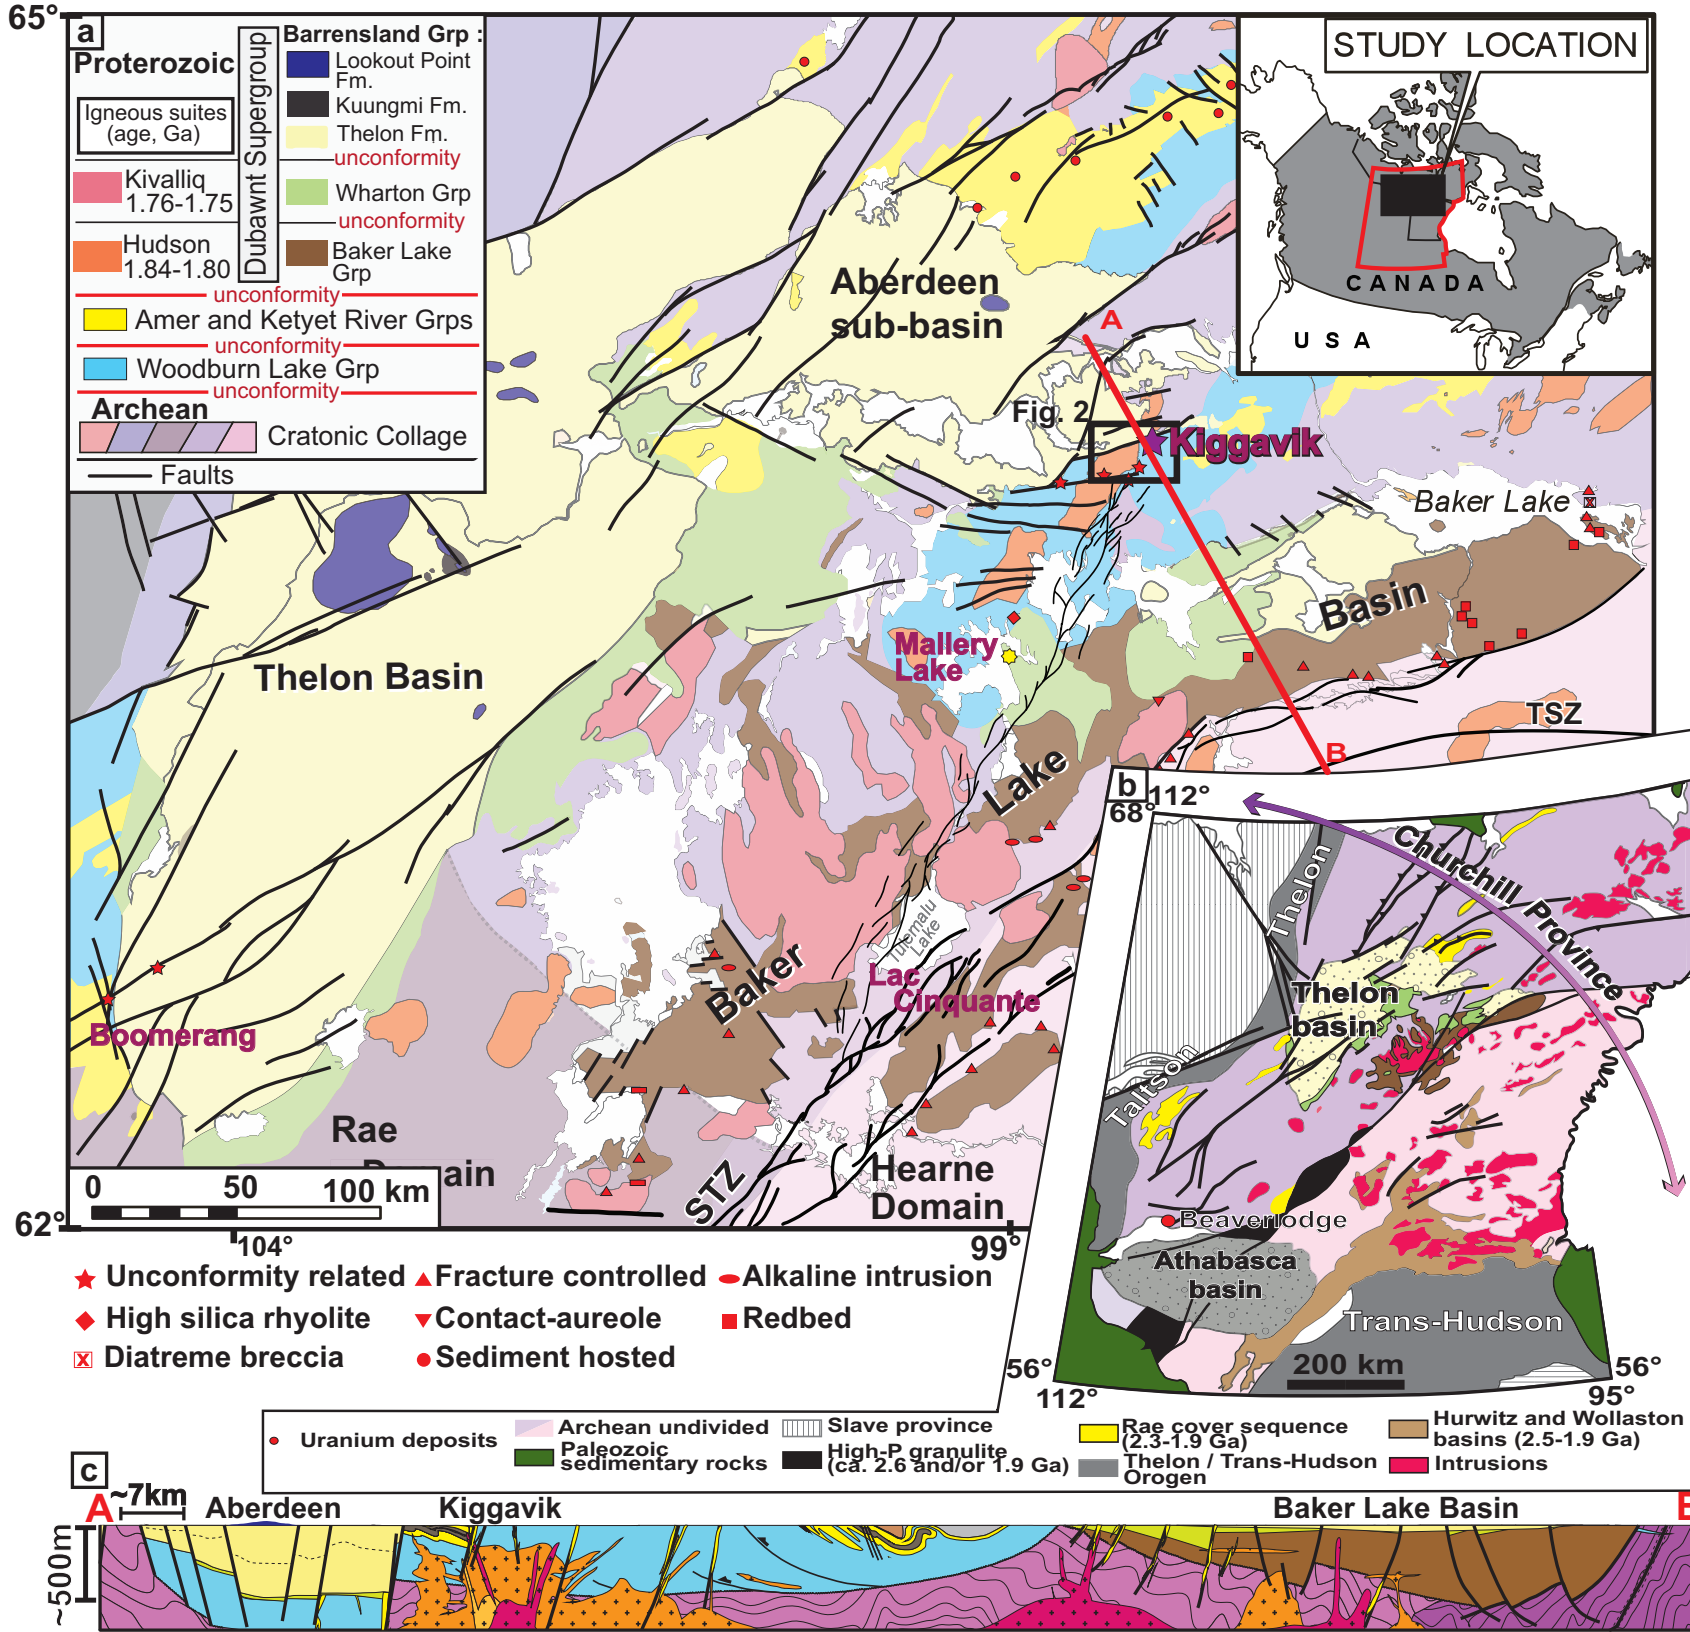 65°
a
Proterozoic
Igneous suites
(age, Ga)
Kivalliq
1.76-1.75
Hudson
1.84-1.80
Dubawnt Supergroup
Barrensland Grp :
Lookout Point
Fm.
Kuungmi Fm.
Thelon Fm.
unconformity
Wharton Grp
unconformity
Baker Lake
Grp
unconformity
Amer and Ketyet River Grps
unconformity
Woodburn Lake Grp
unconformity
Archean
Cratonic Collage
Faults
STUDY LOCATION
CANADA
USA
Aberdeen
sub-basin
A
Fig. 2
Kiggavik
Baker Lake
Basin
Thelon Basin
Mallery
Lake
TSZ
B
Lake
Tulemalu
Lake
Baker
Lac
Cinquante
Boomerang
Rae
Domain
Hearne
Domain
STZ
0 50 100 km
62°
104°
99°
Unconformity related
Fracture controlled
Alkaline intrusion
High silica rhyolite
Contact-aureole
Redbed
Diatreme breccia
Sediment hosted
b
112°
68°
Churchill Province
Thelon
Thelon
basin
Taltson
Beaverlodge
Athabasca
basin
Trans-Hudson
200 km
56°
112°
56°
95°
Uranium deposits
Archean undivided
Paleozoic
sedimentary rocks
Slave province
High-P granulite
(ca. 2.6 and/or 1.9 Ga)
Rae cover sequence
(2.3-1.9 Ga)
Thelon / Trans-Hudson
Orogen
Hurwitz and Wollaston
basins (2.5-1.9 Ga)
Intrusions
c
A
~7km
Aberdeen
Kiggavik
Baker Lake Basin
B
~500m